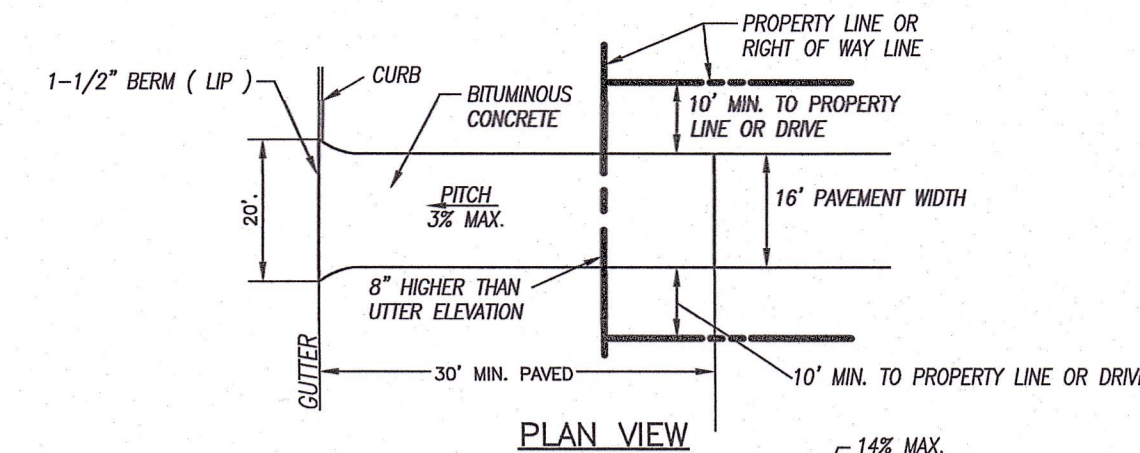 PROPERTY LINE OR
RIGHT OF WAY LINE
1-1/2" BERM ( LIP )
CURB
BITUMINOUS
CONCRETE
10' MIN. TO PROPERTY
LINE OR DRIVE
20'.
PITCH
3% MAX.
16' PAVEMENT WIDTH
8" HIGHER THAN
UTTER ELEVATION
GUTTER
30' MIN. PAVED
10' MIN. TO PROPERTY LINE OR DRIVE
PLAN VIEW
14% MAX.